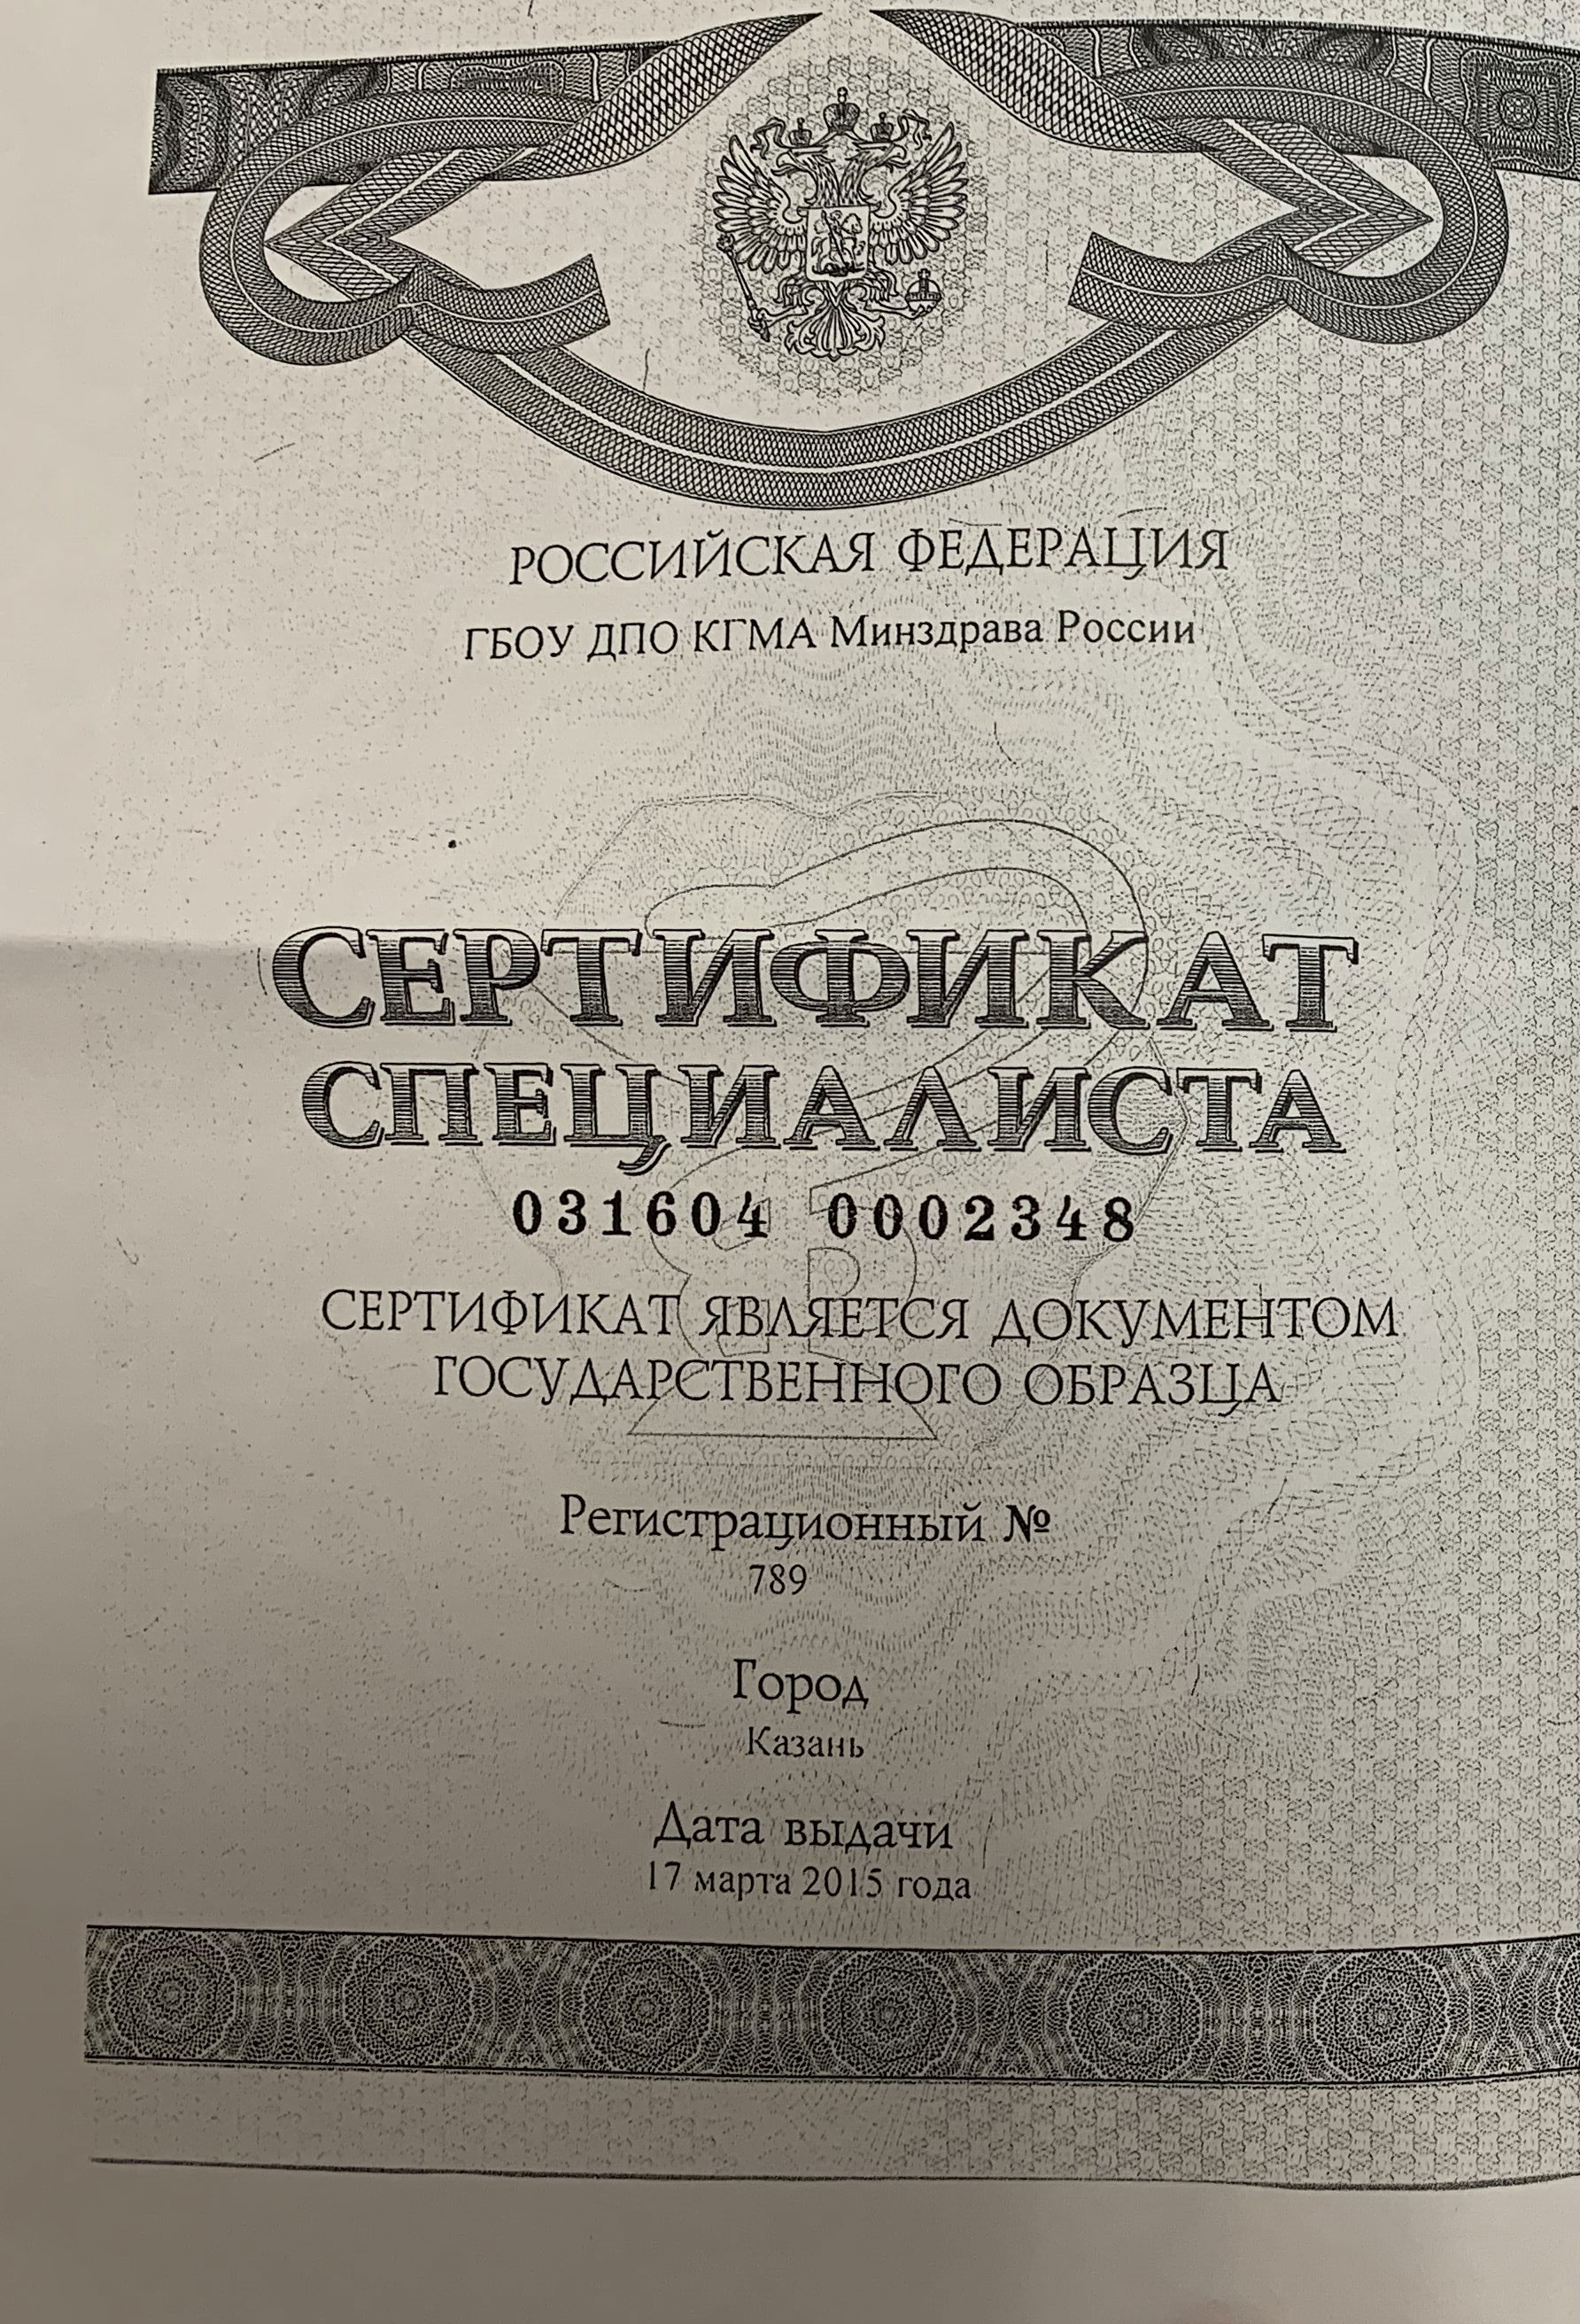 РОССИЙСКАЯ ФЕДЕРАЦИЯ
ГБОУ ДПО КГМА Минздрава России
СЕРТИФИКАТ
СПЕЦИАЛИСТА
031604 0002348
СЕРТИФИКАТ ЯВЛЯЕТСЯ ДОКУМЕНТОМ
ГОСУДАРСТВЕННОГО ОБРАЗЦА
Регистрационный №
789
Город
Казань
Дата выдачи
17 марта 2015 года